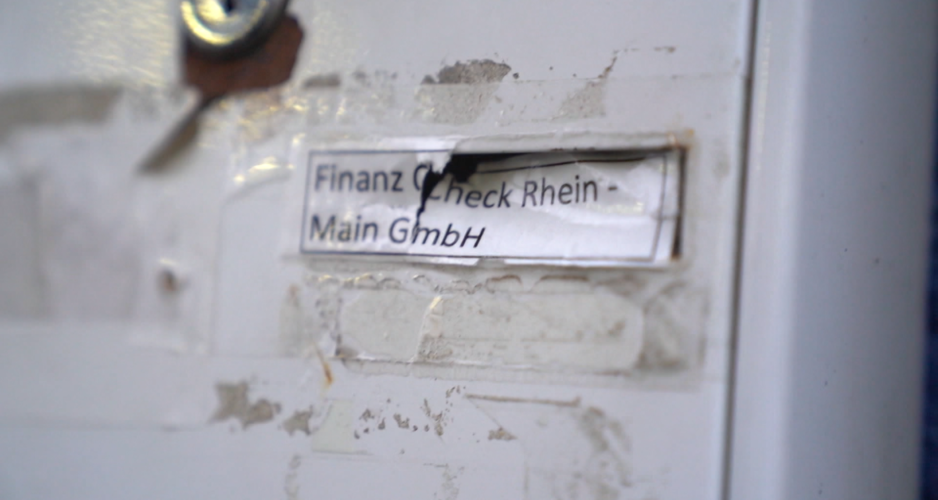 Finanz Check Rhein -
Main GmbH